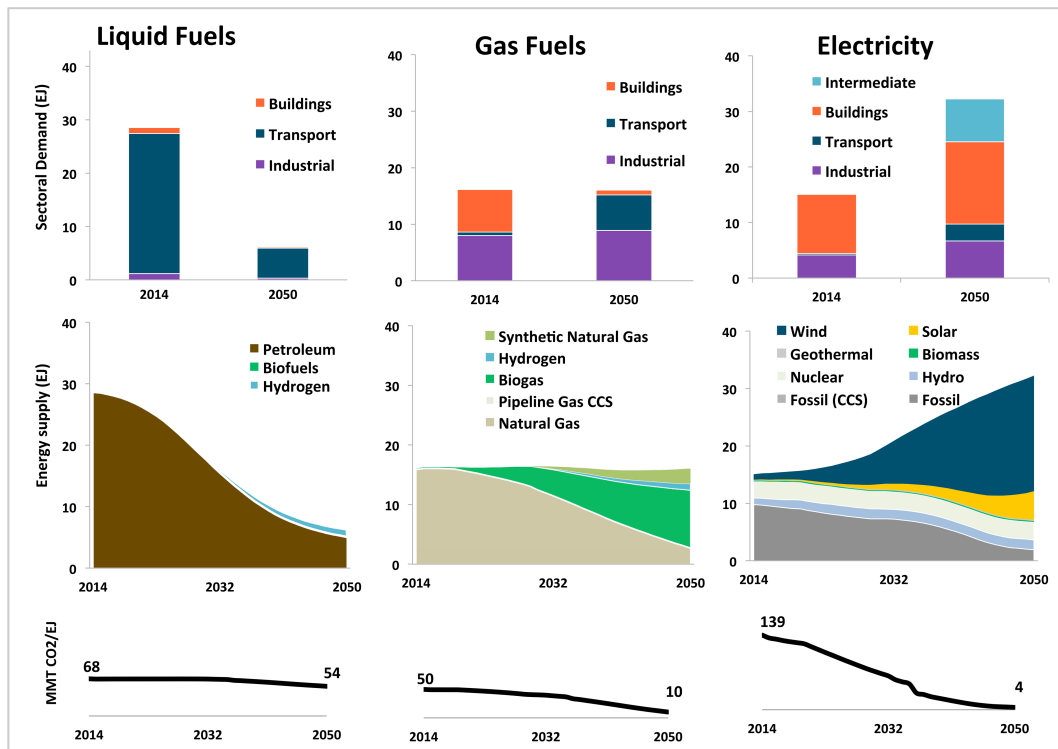 Liquid Fuels
Gas Fuels
Electricity
Sectoral Demand (EJ)
40
30
20
10
0
Buildings
Transport
Industrial
2014
2050
40
30
20
10
0
Buildings
Transport
Industrial
2014
2050
40
30
20
10
0
Intermediate
Buildings
Transport
Industrial
2014
2050
Energy supply (EJ)
40
30
20
10
0
Petroleum
Biofuels
Hydrogen
2014
2032
2050
40
30
20
10
0
Synthetic Natural Gas
Hydrogen
Biogas
Pipeline Gas CCS
Natural Gas
2014
2032
2050
40
30
20
10
0
Wind
Solar
Geothermal
Biomass
Nuclear
Hydro
Fossil (CCS)
Fossil
2014
2032
2050
MMT CO2/EJ
68
54
2014
2032
2050
50
10
2014
2032
2050
139
4
2014
2032
2050